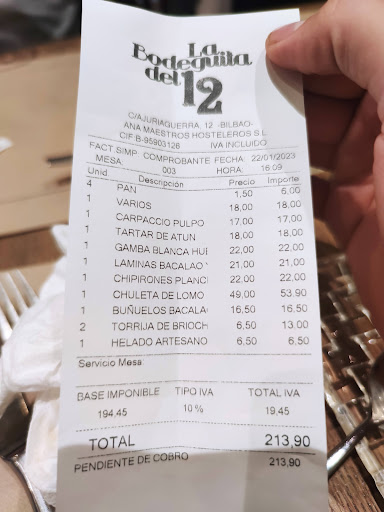 La
Bodeguilla
del 12
C/AJURIAGUERRA, 12 -BILBAO-
ANA MAESTROS HOSTELEROS S.L
CIF:B-95903126 IVA INCLUIDO
FACT.SIMP. COMPROBANTE FECHA: 22/01/2023
MESA: 003 HORA: 16:09
Unid. Descripción Precio Importe
4 PAN 1,50 6,00
1 VARIOS 18,00 18,00
1 CARPACCIO PULPO 17,00 17,00
1 TARTAR DE ATUN 18,00 18,00
1 GAMBA BLANCA HUE 22,00 22,00
1 LAMINAS BACALAO 21,00 21,00
1 CHIPIRONES PLANCH 22,00 22,00
1 CHULETA DE LOMO 49,00 53,90
1 BUÑUELOS BACALA 16,50 16,50
2 TORRIJA DE BRIOCH 6,50 13,00
1 HELADO ARTESANO 6,50 6,50
Servicio Mesa:
BASE IMPONIBLE TIPO IVA TOTAL IVA
194,45 10 % 19,45
TOTAL 213,90
PENDIENTE DE COBRO 213,90